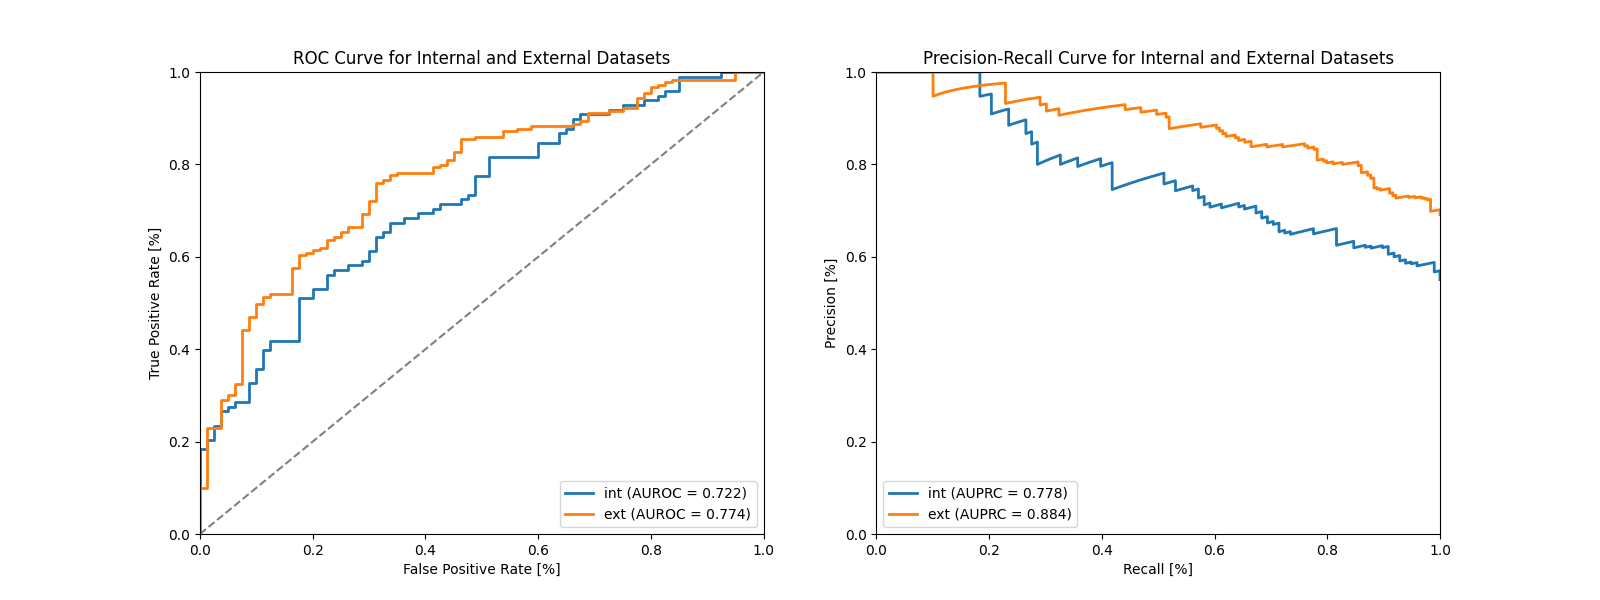 ROC Curve for Internal and External Datasets
True Positive Rate [%]
1.0
0.8
0.6
0.4
0.2
0.0
int (AUROC = 0.722)
ext (AUROC = 0.774)
0.0 0.2 0.4 0.6 0.8 1.0
False Positive Rate [%]
Precision-Recall Curve for Internal and External Datasets
Precision [%]
1.0
0.8
0.6
0.4
0.2
0.0
int (AUPRC = 0.778)
ext (AUPRC = 0.884)
0.0 0.2 0.4 0.6 0.8 1.0
Recall [%]